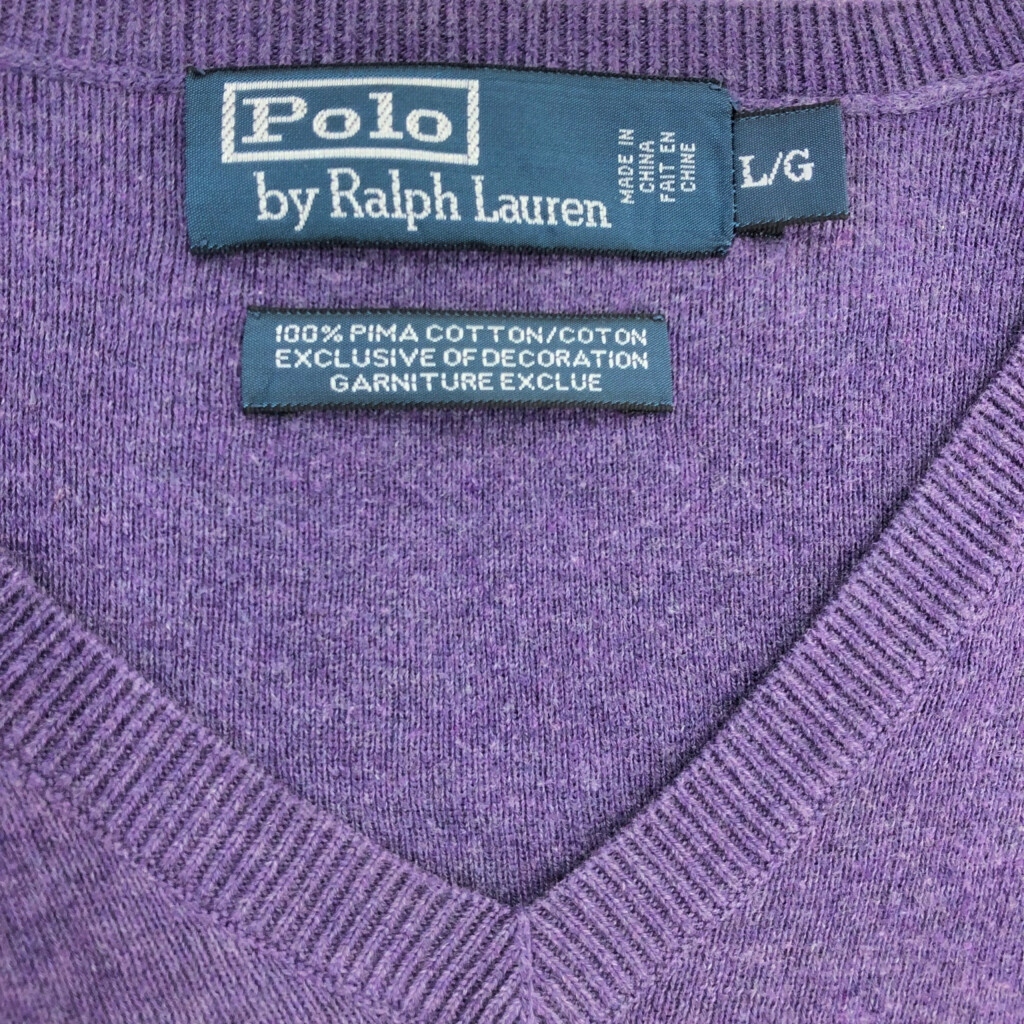 Polo
by Ralph Lauren
MADE IN
CHINA
FAIT EN
CHINE
L/G
100% PIMA COTTON/COTON
EXCLUSIVE OF DECORATION
GARNITURE EXCLUE